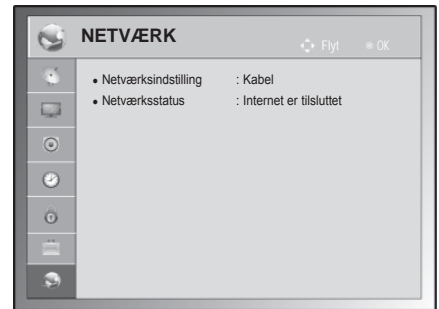 NETVÆRK
Flyt
OK
• Netværksindstilling : Kabel
• Netværksstatus : Internet er tilsluttet